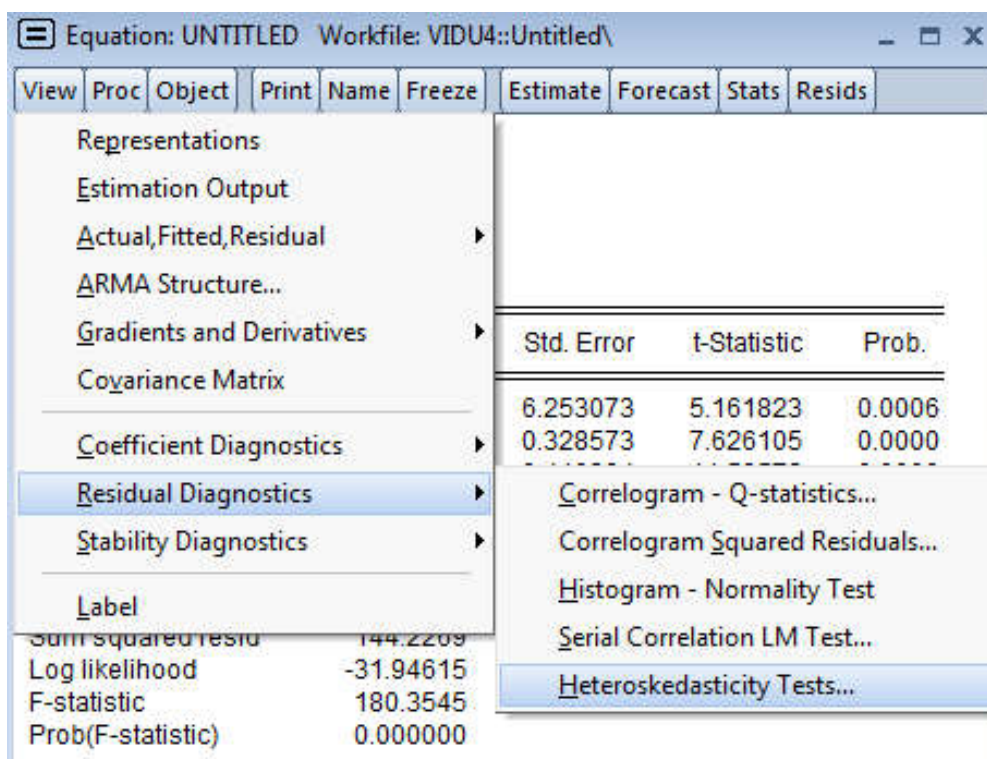 Equation: UNTITLED Workfile: VIDU4::Untitled\
View Proc Object Print Name Freeze Estimate Forecast Stats Resids
Representations
Estimation Output
Actual,Fitted,Residual
ARMA Structure...
Gradients and Derivatives
Covariance Matrix
Coefficient Diagnostics
Residual Diagnostics
Stability Diagnostics
Label
Std. Error t-Statistic Prob.
6.253073 5.161823 0.0006
0.328573 7.626105 0.0000
Correlogram - Q-statistics...
Correlogram Squared Residuals...
Histogram - Normality Test
Serial Correlation LM Test...
Heteroskedasticity Tests...
Sum squared resid 144.2269
Log likelihood -31.94615
F-statistic 180.3545
Prob(F-statistic) 0.000000